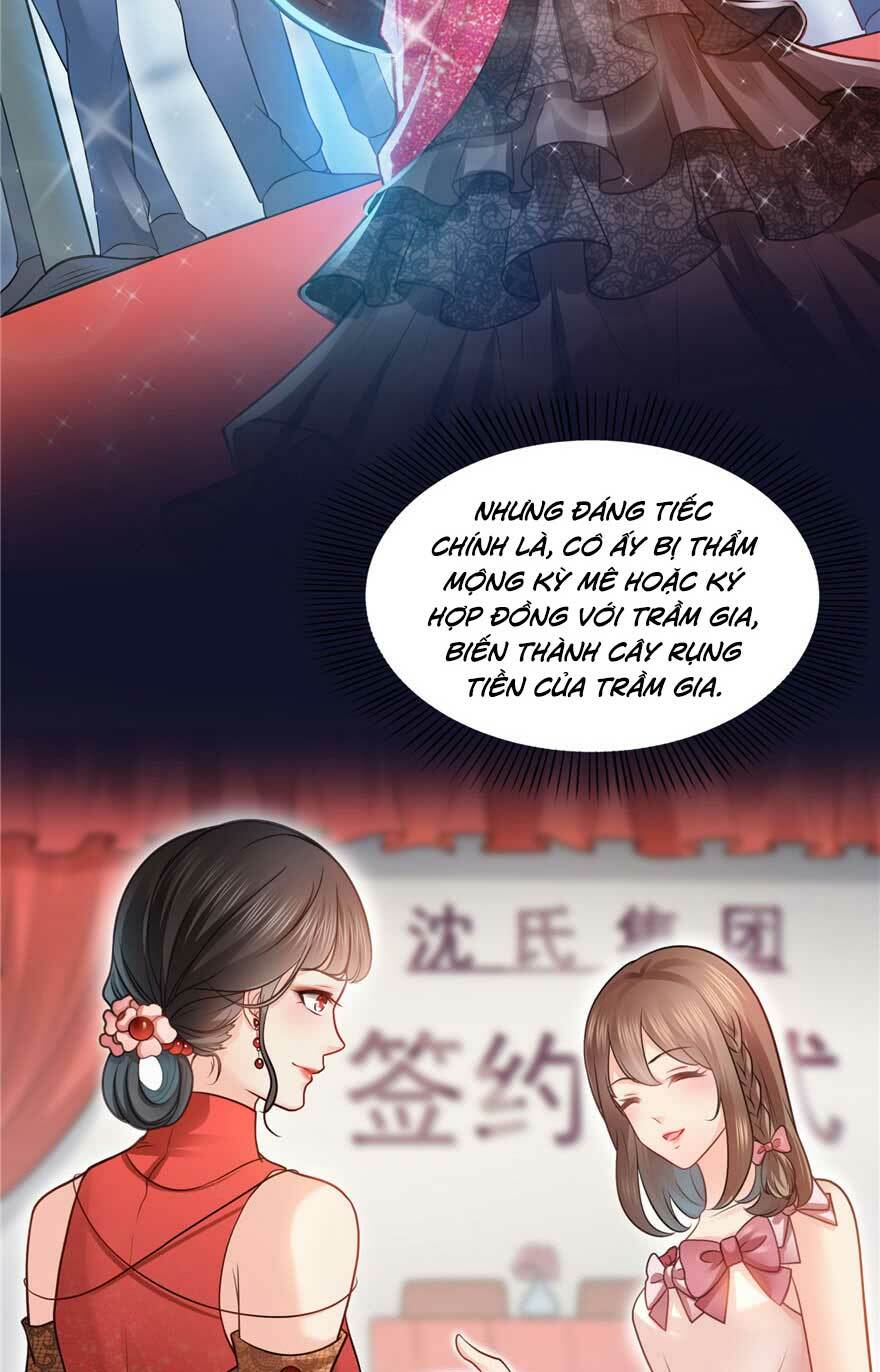 NHƯNG ĐÁNG TIẾC
CHÍNH LÀ, CÔ ẤY BỊ THẨM
MỘNG KỲ MÊ HOẶC KÝ
HỢP ĐỒNG VỚI TRẦM GIA,
BIẾN THÀNH CÂY RỤNG
TIỀN CỦA TRẦM GIA.
沈氏集团
签约 式